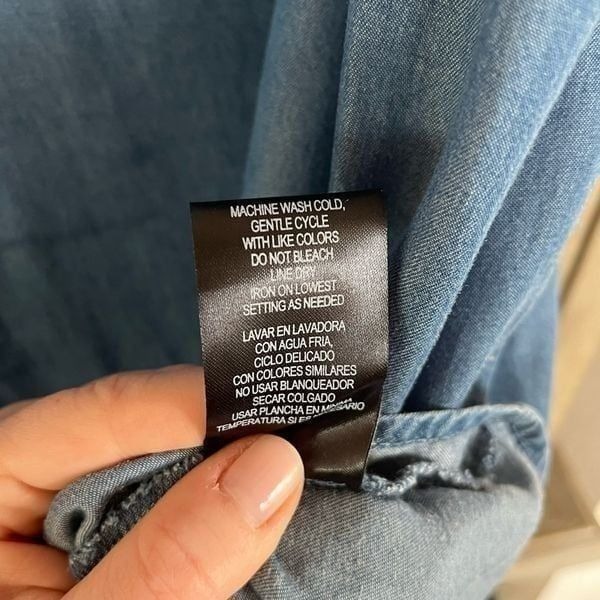 MACHINE WASH COLD,
GENTLE CYCLE
WITH LIKE COLORS
DO NOT BLEACH
LINE DRY
IRON ON LOWEST
SETTING AS NEEDED
LAVAR EN LAVADORA
CON AGUA FRIA,
CICLO DELICADO
CON COLORES SIMILARES
NO USAR BLANQUEADOR
SECAR COLGADO
USAR PLANCHA EN MINIMA
TEMPERATURA SI